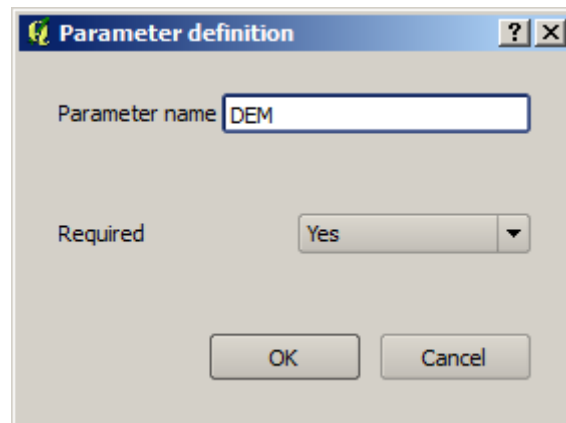 Parameter definition
Parameter name DEM
Required Yes
OK Cancel